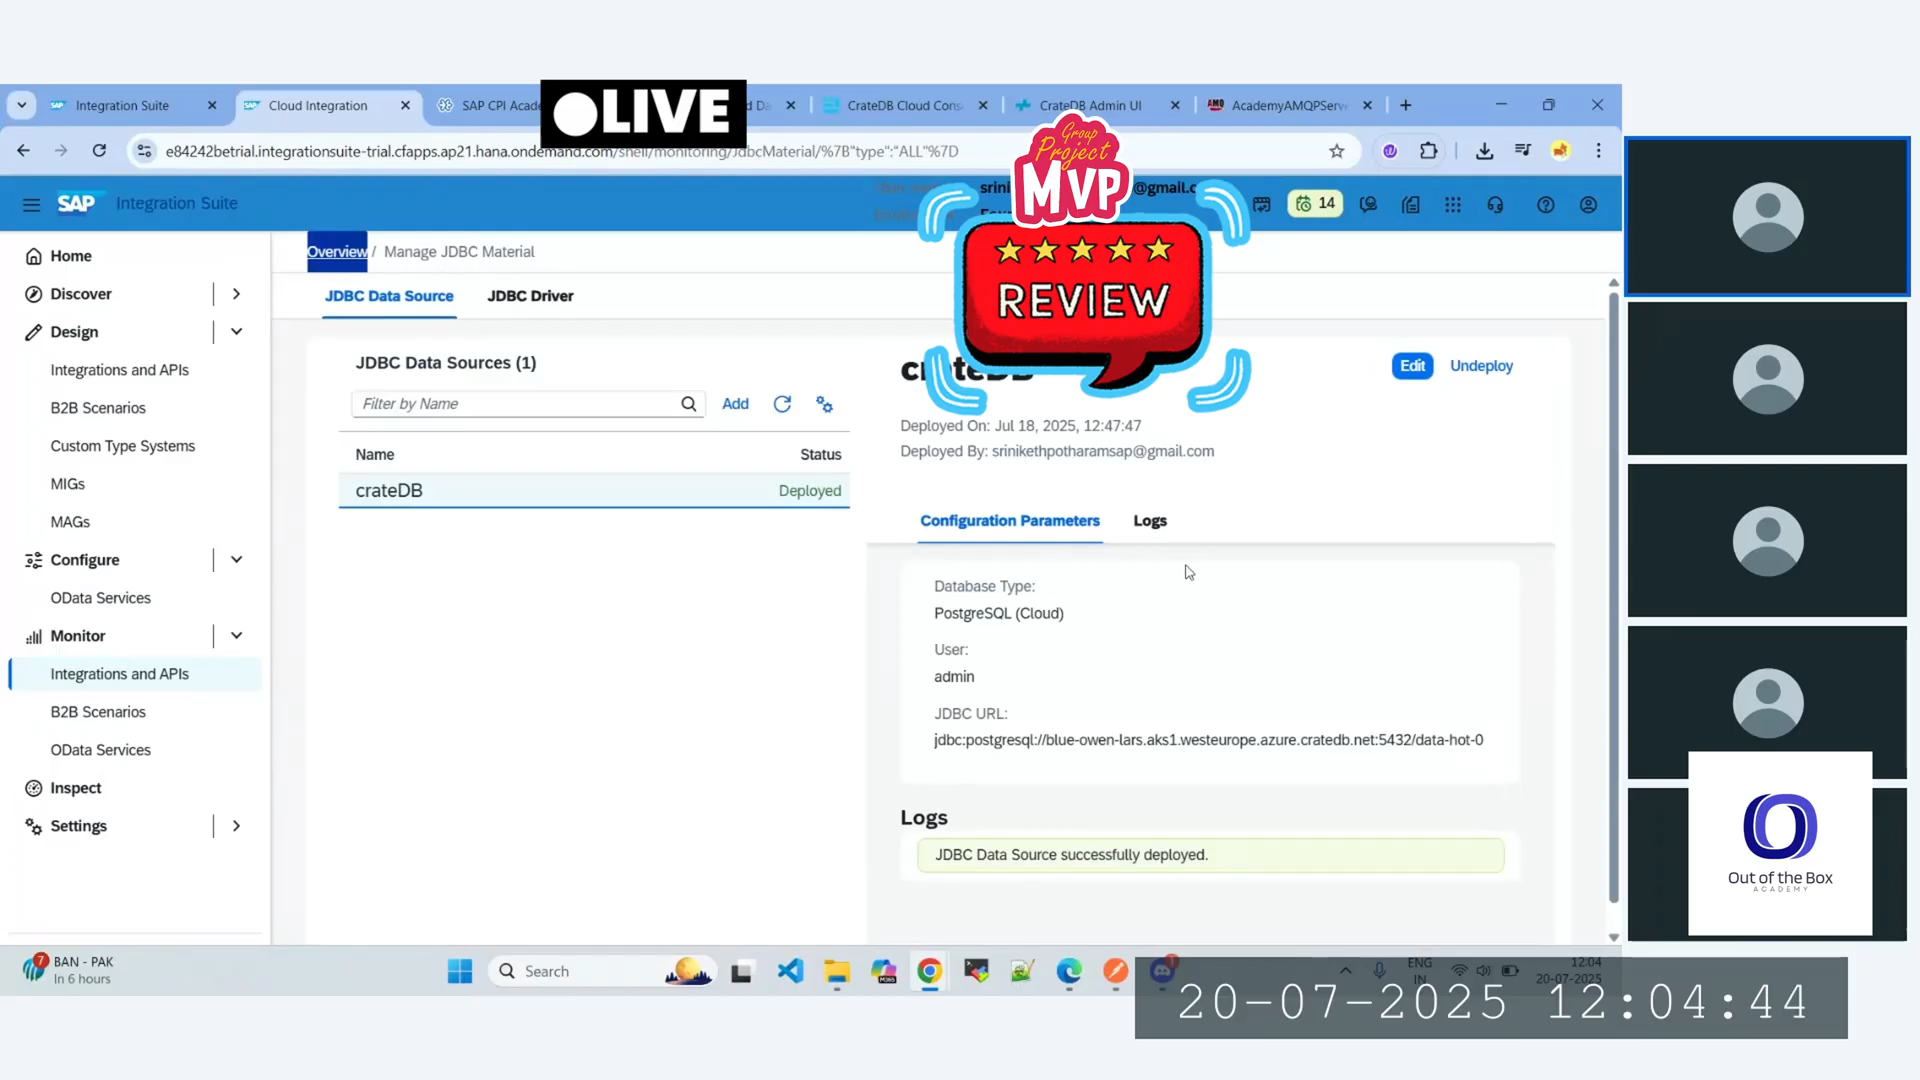 LIVE
Integration Suite
Cloud Integration
SAP CPI Acade
d Da
CrateDB Cloud Cons
CrateDB Admin UI
AcademyAMQPServ
e84242betrial.integrationsuite-trial.cfapps.ap21.hana.ondemand.com/shell/monitoring/JdbcMaterial/%7B"type":"ALL"%7D
Group
Project
MVP
REVIEW
SAP Integration Suite
srini
@gmail.c
14
Home
Discover
Design
Integrations and APIs
B2B Scenarios
Custom Type Systems
MIGs
MAGs
Configure
OData Services
Monitor
Integrations and APIs
B2B Scenarios
OData Services
Inspect
Settings
Overview / Manage JDBC Material
JDBC Data Source
JDBC Driver
JDBC Data Sources (1)
Filter by Name
Add
Name
Status
crateDB
Deployed
crateDB
Edit
Undeploy
Deployed On: Jul 18, 2025, 12:47:47
Deployed By: srinikethpotharamsap@gmail.com
Configuration Parameters
Logs
Database Type:
PostgreSQL (Cloud)
User:
admin
JDBC URL:
jdbc:postgresql://blue-owen-lars.aks1.westeurope.azure.cratedb.net:5432/data-hot-0
Logs
JDBC Data Source successfully deployed.
Out of the Box
ACADEMY
7
BAN - PAK
In 6 hours
Search
ENG
IN
12:04
20-07-2025
20-07-2025 12:04:44